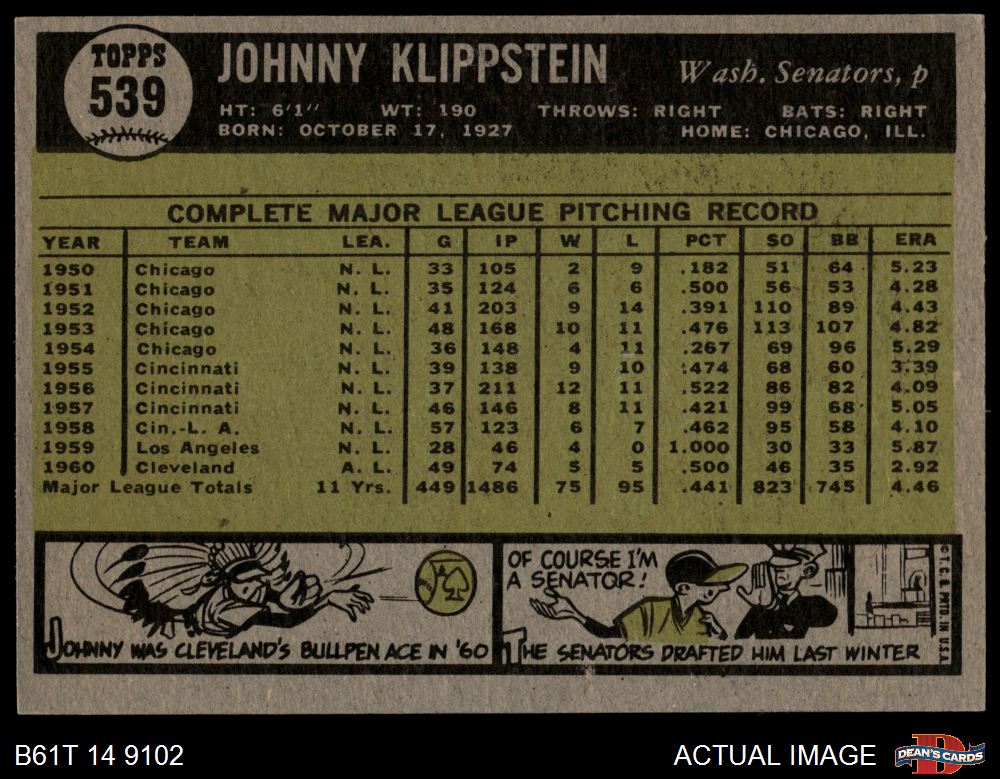 TOPPS
539
JOHNNY KLIPPSTEIN
Wash. Senators, p
HT: 6'1" WT: 190 THROWS: RIGHT BATS: RIGHT
BORN: OCTOBER 17, 1927 HOME: CHICAGO, ILL.
COMPLETE MAJOR LEAGUE PITCHING RECORD
YEAR TEAM LEA. G IP W L PCT SO BB ERA
1950 Chicago N. L. 33 105 2 9 .182 51 64 5.23
1951 Chicago N. L. 35 124 6 6 .500 56 53 4.28
1952 Chicago N. L. 41 203 9 14 .391 110 89 4.43
1953 Chicago N. L. 48 168 10 11 .476 113 107 4.82
1954 Chicago N. L. 36 148 4 11 .267 69 96 5.29
1955 Cincinnati N. L. 39 138 9 10 .474 68 60 3.39
1956 Cincinnati N. L. 37 211 12 11 .522 86 82 4.09
1957 Cincinnati N. L. 46 146 8 11 .421 99 68 5.05
1958 Cin.-L. A. N. L. 57 123 6 7 .462 95 58 4.10
1959 Los Angeles N. L. 28 46 4 0 1.000 30 33 5.87
1960 Cleveland A. L. 49 74 5 5 .500 46 35 2.92
Major League Totals 11 Yrs. 449 1486 75 95 .441 823 745 4.46
OF COURSE I'M
A SENATOR!
JOHNNY WAS CLEVELAND'S BULLPEN ACE IN '60
THE SENATORS DRAFTED HIM LAST WINTER
© T.C.G. PRTD. IN U.S.A.
B61T 14 9102
ACTUAL IMAGE
DEAN'S CARDS